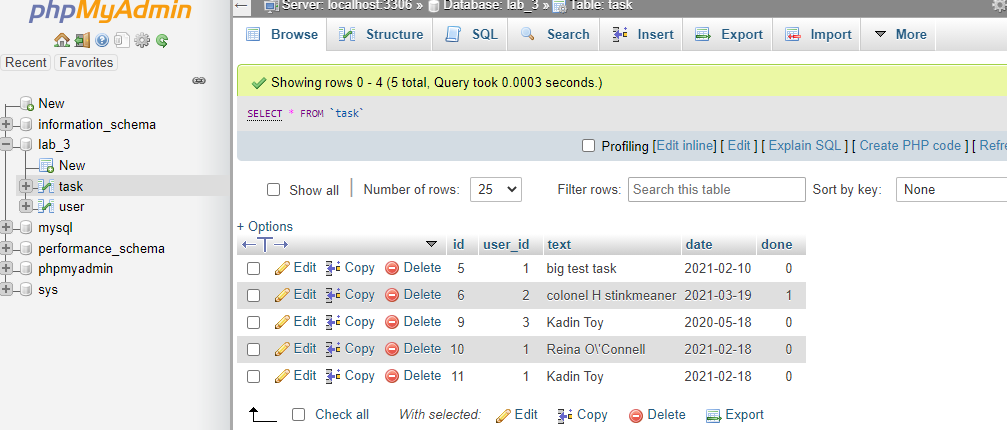 phpMyAdmin
Recent Favorites
New
information_schema
lab_3
New
task
user
mysql
performance_schema
phpmyadmin
sys
Server: localhost:3306 » Database: lab_3 » Table: task
Browse Structure SQL Search Insert Export Import More
Showing rows 0 - 4 (5 total, Query took 0.0003 seconds.)
SELECT * FROM `task`
Profiling [Edit inline] [ Edit ] [ Explain SQL ] [ Create PHP code ] [ Refre
Show all Number of rows: 25 Filter rows: Search this table Sort by key: None
+ Options
id user_id text date done
Edit Copy Delete 5 1 big test task 2021-02-10 0
Edit Copy Delete 6 2 colonel H stinkmeaner 2021-03-19 1
Edit Copy Delete 9 3 Kadin Toy 2020-05-18 0
Edit Copy Delete 10 1 Reina O\'Connell 2021-02-18 0
Edit Copy Delete 11 1 Kadin Toy 2021-02-18 0
Check all With selected: Edit Copy Delete Export